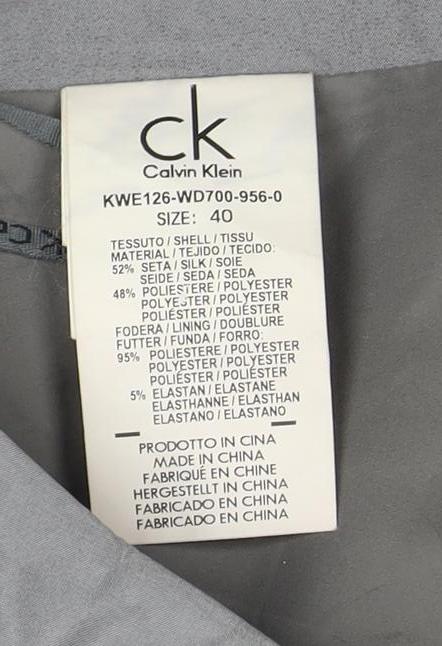 ck
Calvin Klein
KWE126-WD700-956-0
SIZE: 40
TESSUTO / SHELL / TISSU
MATERIAL / TEJIDO / TECIDO:
52% SETA / SILK / SOIE
SEIDE / SEDA / SEDA
48% POLIESTERE / POLYESTER
POLYESTER / POLYESTER
POLIÉSTER / POLIÉSTER
FODERA / LINING / DOUBLURE
FUTTER / FUNDA / FORRO:
95% POLIESTERE / POLYESTER
POLYESTER / POLYESTER
POLIÉSTER / POLIÉSTER
5% ELASTAN / ELASTANE
ELASTHANNE / ELASTHAN
ELASTANO / ELASTANO
PRODOTTO IN CINA
MADE IN CHINA
FABRIQUÉ EN CHINE
HERGESTELLT IN CHINA
FABRICADO EN CHINA
FABRICADO EN CHINA